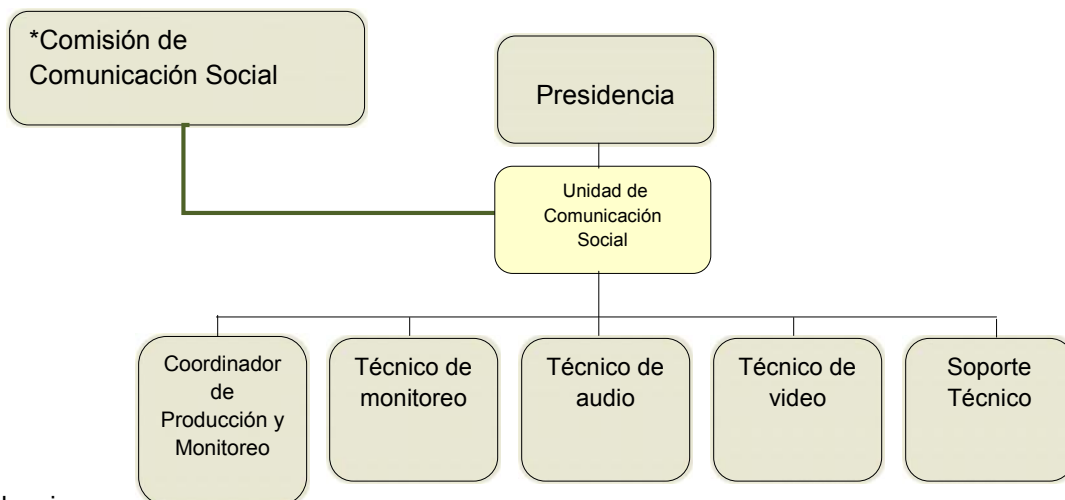 *Comisión de
Comunicación Social
Presidencia
Unidad de
Comunicación
Social
Coordinador
de
Producción y
Monitoreo
Técnico de
monitoreo
Técnico de
audio
Técnico de
video
Soporte
Técnico